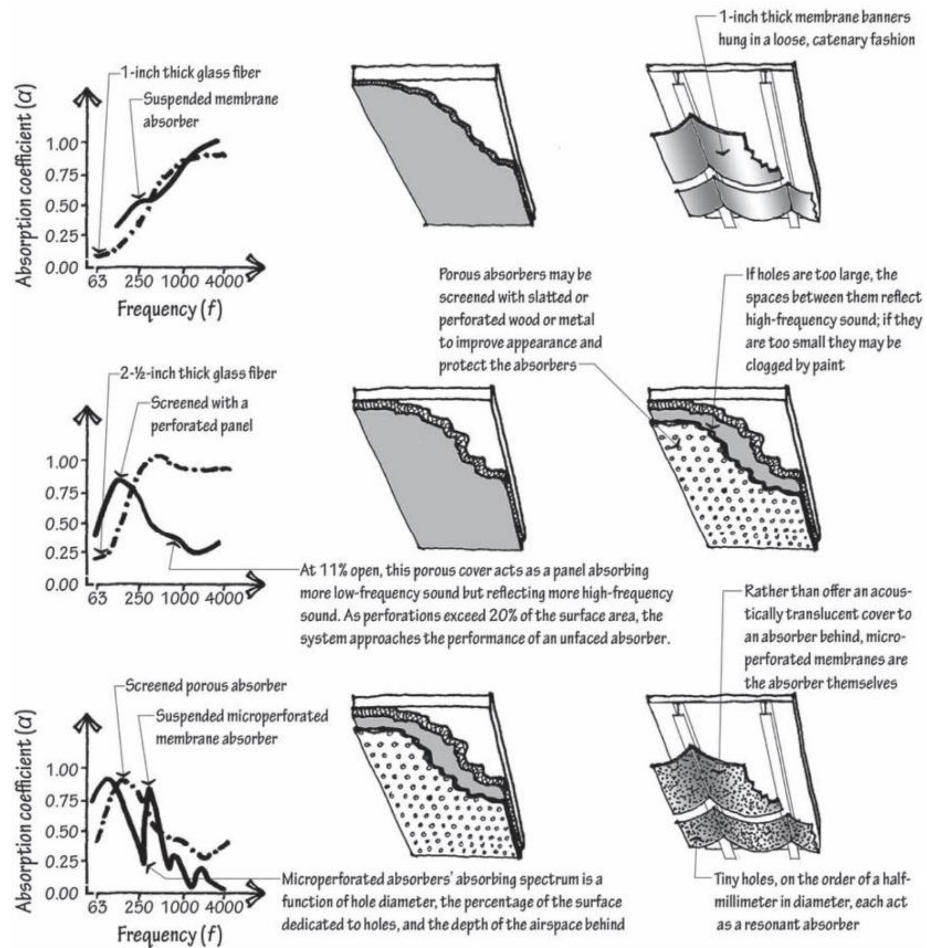 1-inch thick membrane banners
hung in a loose, catenary fashion
1-inch thick glass fiber
Suspended membrane
absorber
Absorption coefficient (α)
1.00
0.75
0.50
0.25
0.00
63 250 1000 4000
Frequency (f)
Porous absorbers may be
screened with slatted or
perforated wood or metal
to improve appearance and
protect the absorbers
If holes are too large, the
spaces between them reflect
high-frequency sound; if they
are too small they may be
clogged by paint
2-½-inch thick glass fiber
Screened with a
perforated panel
1.00
0.75
0.50
0.25
0.00
63 250 1000 4000
At 11% open, this porous cover acts as a panel absorbing
more low-frequency sound but reflecting more high-frequency
sound. As perforations exceed 20% of the surface area, the
system approaches the performance of an unfaced absorber.
Rather than offer an acous-
tically translucent cover to
an absorber behind, micro-
perforated membranes are
the absorber themselves
Screened porous absorber
Suspended microperforated
membrane absorber
Absorption coefficient (α)
1.00
0.75
0.50
0.25
0.00
63 250 1000 4000
Frequency (f)
Microperforated absorbers' absorbing spectrum is a
function of hole diameter, the percentage of the surface
dedicated to holes, and the depth of the airspace behind
Tiny holes, on the order of a half-
millimeter in diameter, each act
as a resonant absorber